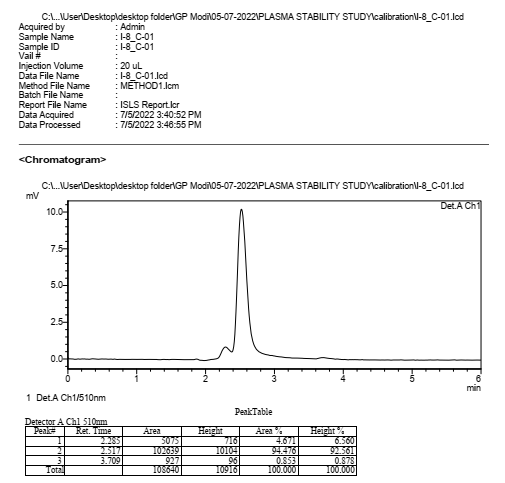 C:\...\User\Desktop\desktop folder\GP Modi\05-07-2022\PLASMA STABILITY STUDY\calibration\I-8_C-01.lcd
Acquired by : Admin
Sample Name : I-8_C-01
Sample ID : I-8_C-01
Vail # :
Injection Volume : 20 uL
Data File Name : I-8_C-01.lcd
Method File Name : METHOD1.lcm
Batch File Name :
Report File Name : ISLS Report.lcr
Data Acquired : 7/5/2022 3:40:52 PM
Data Processed : 7/5/2022 3:46:55 PM
<Chromatogram>
C:\...\User\Desktop\desktop folder\GP Modi\05-07-2022\PLASMA STABILITY STUDY\calibration\I-8_C-01.lcd
mV
Det.A Ch1
10.0
7.5
5.0
2.5
0.0
0 1 2 3 4 5 6
min
1 Det.A Ch1/510nm
PeakTable
Detector A Ch1 510nm
Peak# Ret. Time Area Height Area % Height %
1 2.285 5075 716 4.671 6.560
2 2.517 102639 10104 94.476 92.561
3 3.709 927 96 0.853 0.878
Total 108640 10916 100.000 100.000